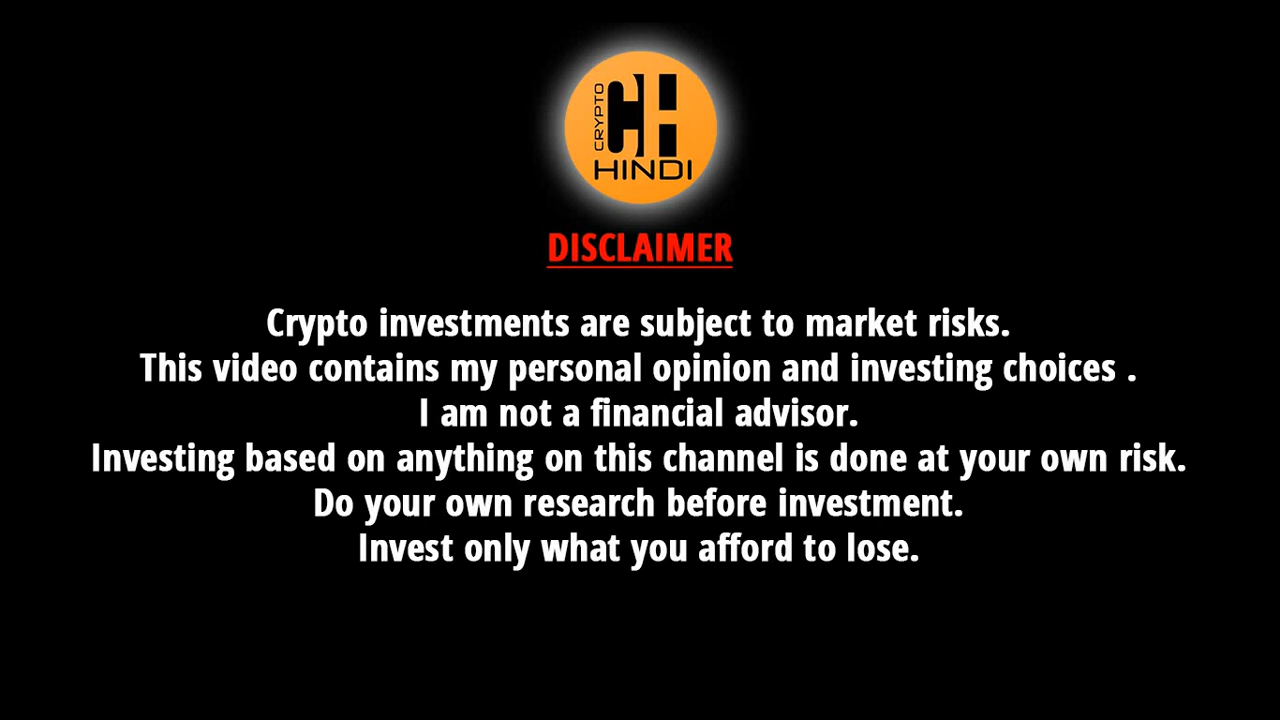 CRYPTO
CH
HINDI
DISCLAIMER
Crypto investments are subject to market risks.
This video contains my personal opinion and investing choices .
I am not a financial advisor.
Investing based on anything on this channel is done at your own risk.
Do your own research before investment.
Invest only what you afford to lose.